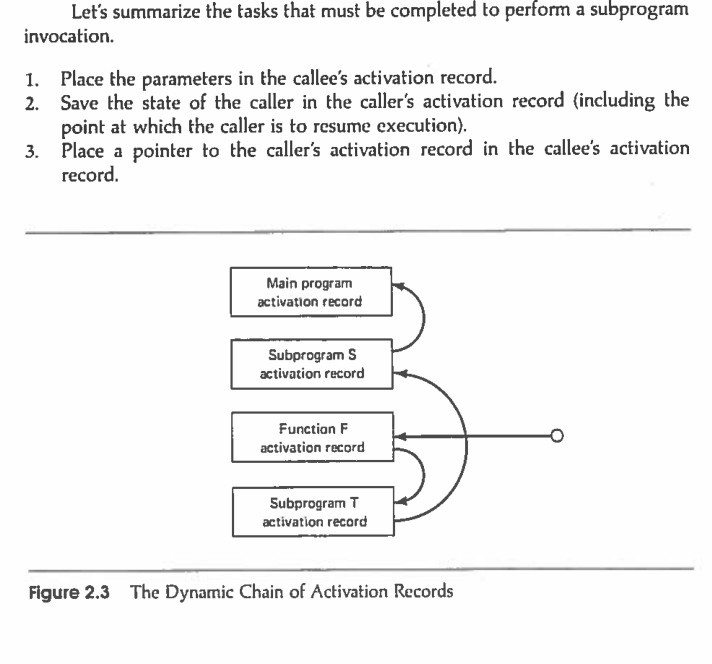 Let's summarize the tasks that must be completed to perform a subprogram
invocation.
1. Place the parameters in the callee's activation record.
2. Save the state of the caller in the caller's activation record (including the
point at which the caller is to resume execution).
3. Place a pointer to the caller's activation record in the callee's activation
record.
Main program
activation record
Subprogram S
activation record
Function F
activation record
Subprogram T
activation record
Figure 2.3 The Dynamic Chain of Activation Records